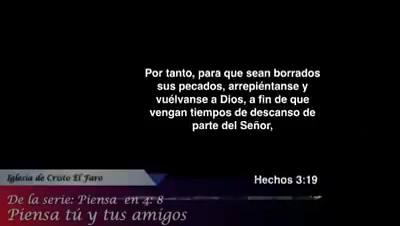 Por tanto, para que sean borrados
sus pecados, arrepiéntanse y
vuélvanse a Dios, a fin de que
vengan tiempos de descanso de
parte del Señor,
Hechos 3:19
Iglesia de Cristo El Faro
De la serie: Piensa en 4: 8
Piensa tú y tus amigos